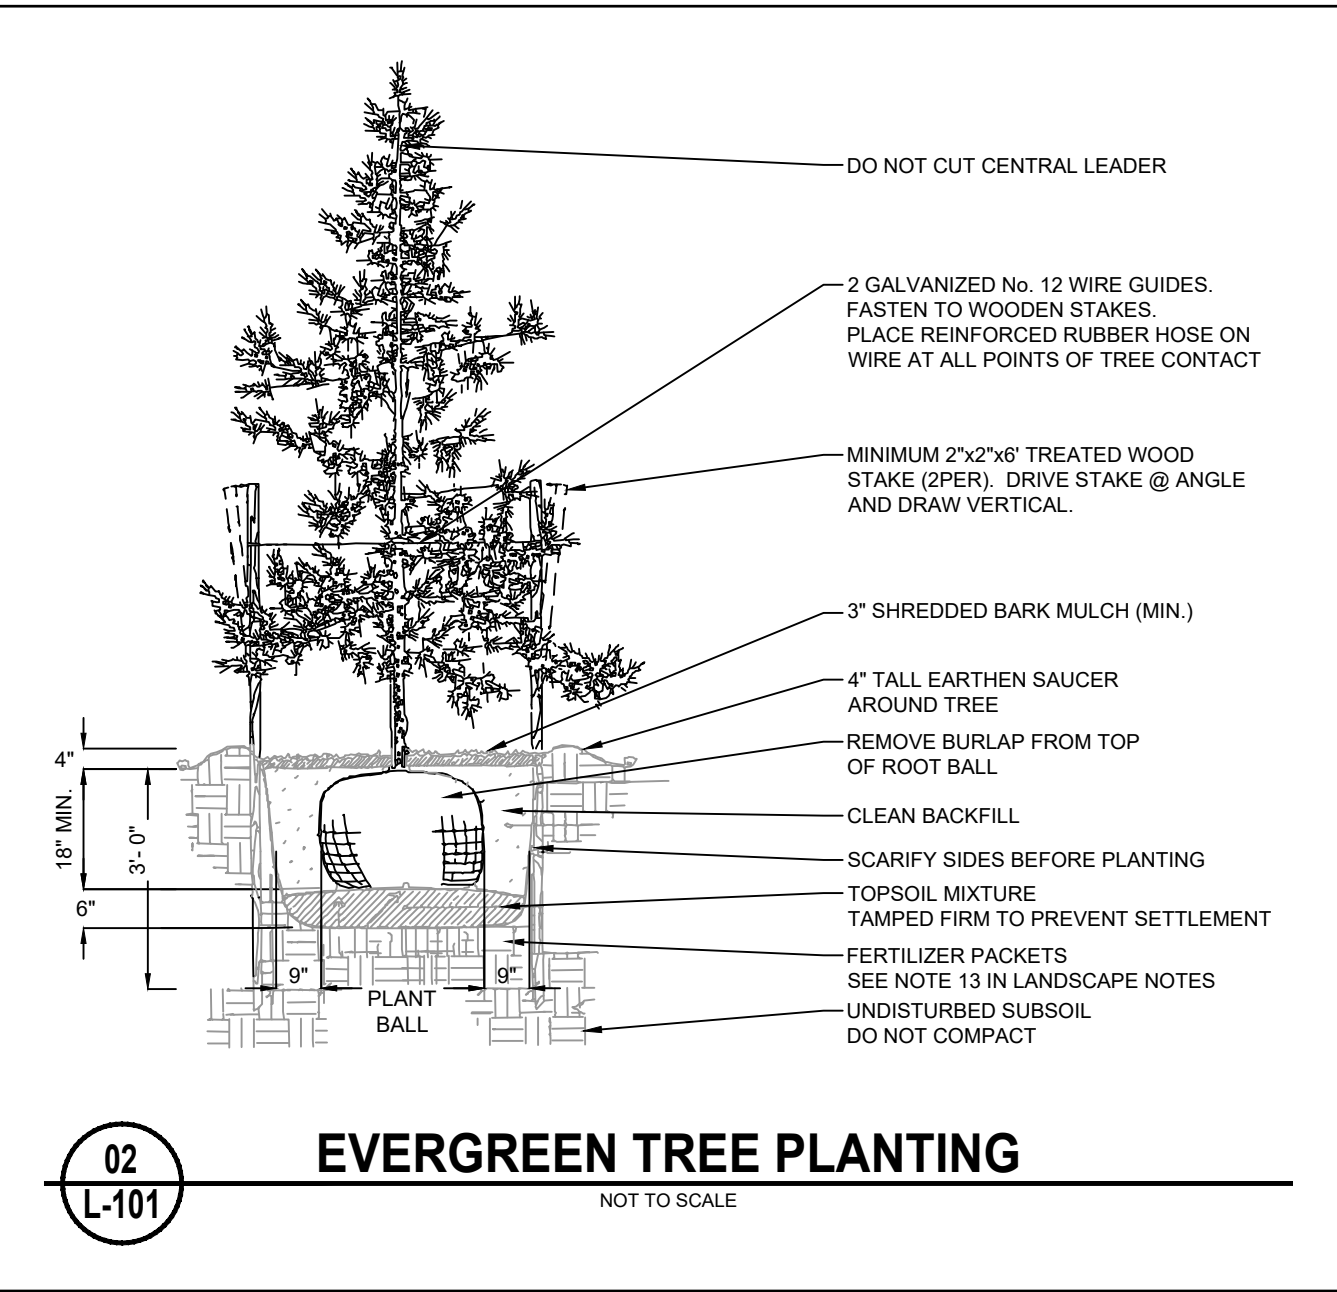 DO NOT CUT CENTRAL LEADER
2 GALVANIZED No. 12 WIRE GUIDES.
FASTEN TO WOODEN STAKES.
PLACE REINFORCED RUBBER HOSE ON
WIRE AT ALL POINTS OF TREE CONTACT
MINIMUM 2"x2"x6' TREATED WOOD
STAKE (2PER). DRIVE STAKE @ ANGLE
AND DRAW VERTICAL.
3" SHREDDED BARK MULCH (MIN.)
4" TALL EARTHEN SAUCER
AROUND TREE
REMOVE BURLAP FROM TOP
OF ROOT BALL
CLEAN BACKFILL
SCARIFY SIDES BEFORE PLANTING
TOPSOIL MIXTURE
TAMPED FIRM TO PREVENT SETTLEMENT
FERTILIZER PACKETS
SEE NOTE 13 IN LANDSCAPE NOTES
UNDISTURBED SUBSOIL
DO NOT COMPACT
4"
18" MIN.
3'- 0"
6"
9"
PLANT
BALL
9"
02
L-101
EVERGREEN TREE PLANTING
NOT TO SCALE